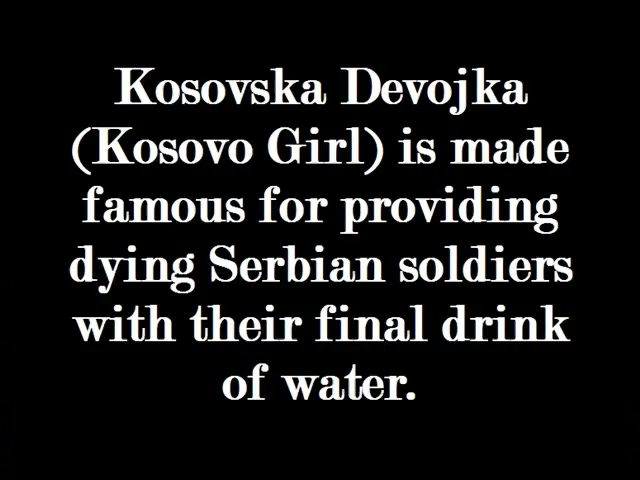 Kosovska Devojka
(Kosovo Girl) is made
famous for providing
dying Serbian soldiers
with their final drink
of water.